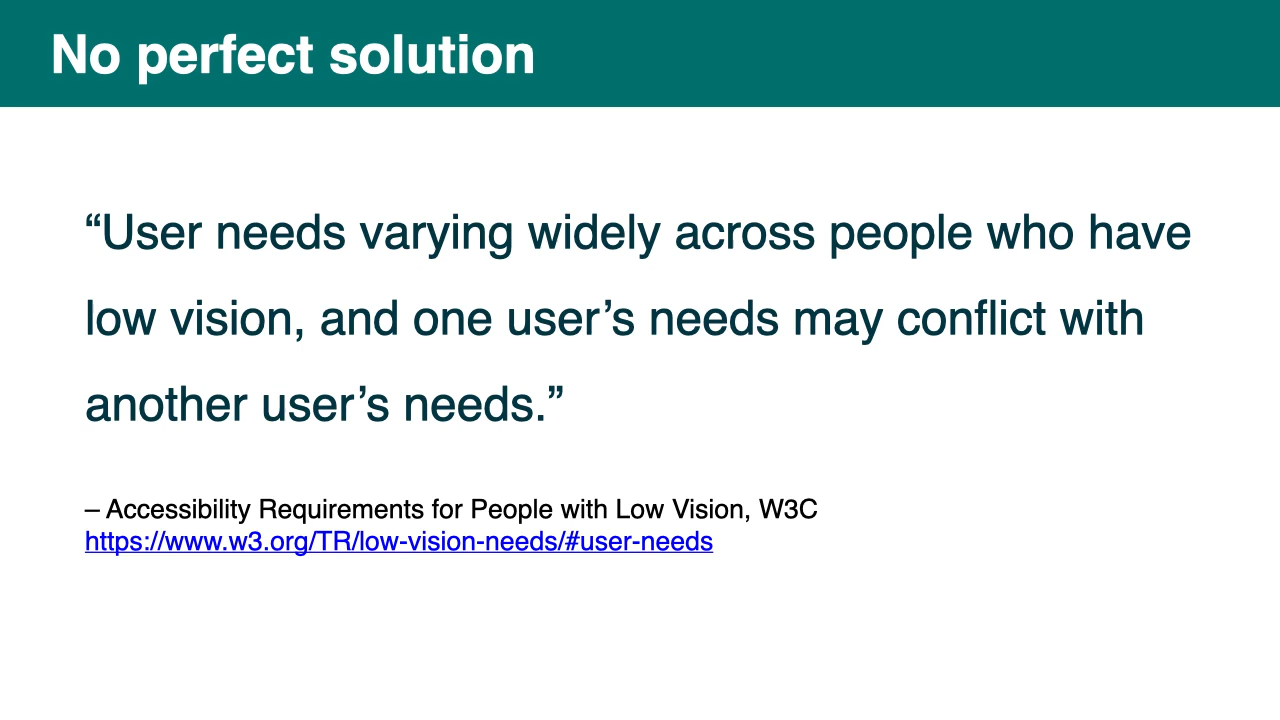 No perfect solution
“User needs varying widely across people who have
low vision, and one user’s needs may conflict with
another user’s needs.”
– Accessibility Requirements for People with Low Vision, W3C
https://www.w3.org/TR/low-vision-needs/#user-needs